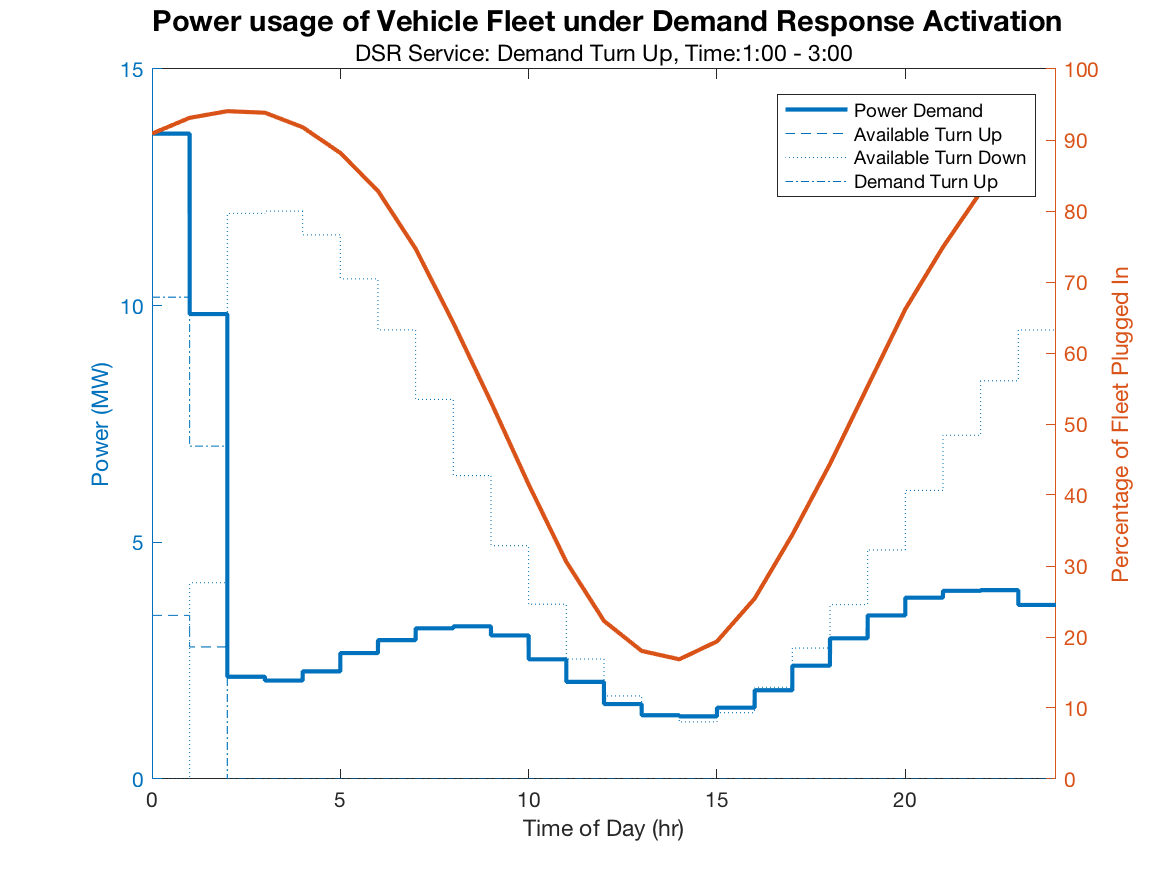 Power usage of Vehicle Fleet under Demand Response Activation
DSR Service: Demand Turn Up, Time:1:00 - 3:00
15
10
5
0
Power (MW)
100
90
80
70
60
50
40
30
20
10
0
Percentage of Fleet Plugged In
Power Demand
Available Turn Up
Available Turn Down
Demand Turn Up
0
5
10
15
20
Time of Day (hr)